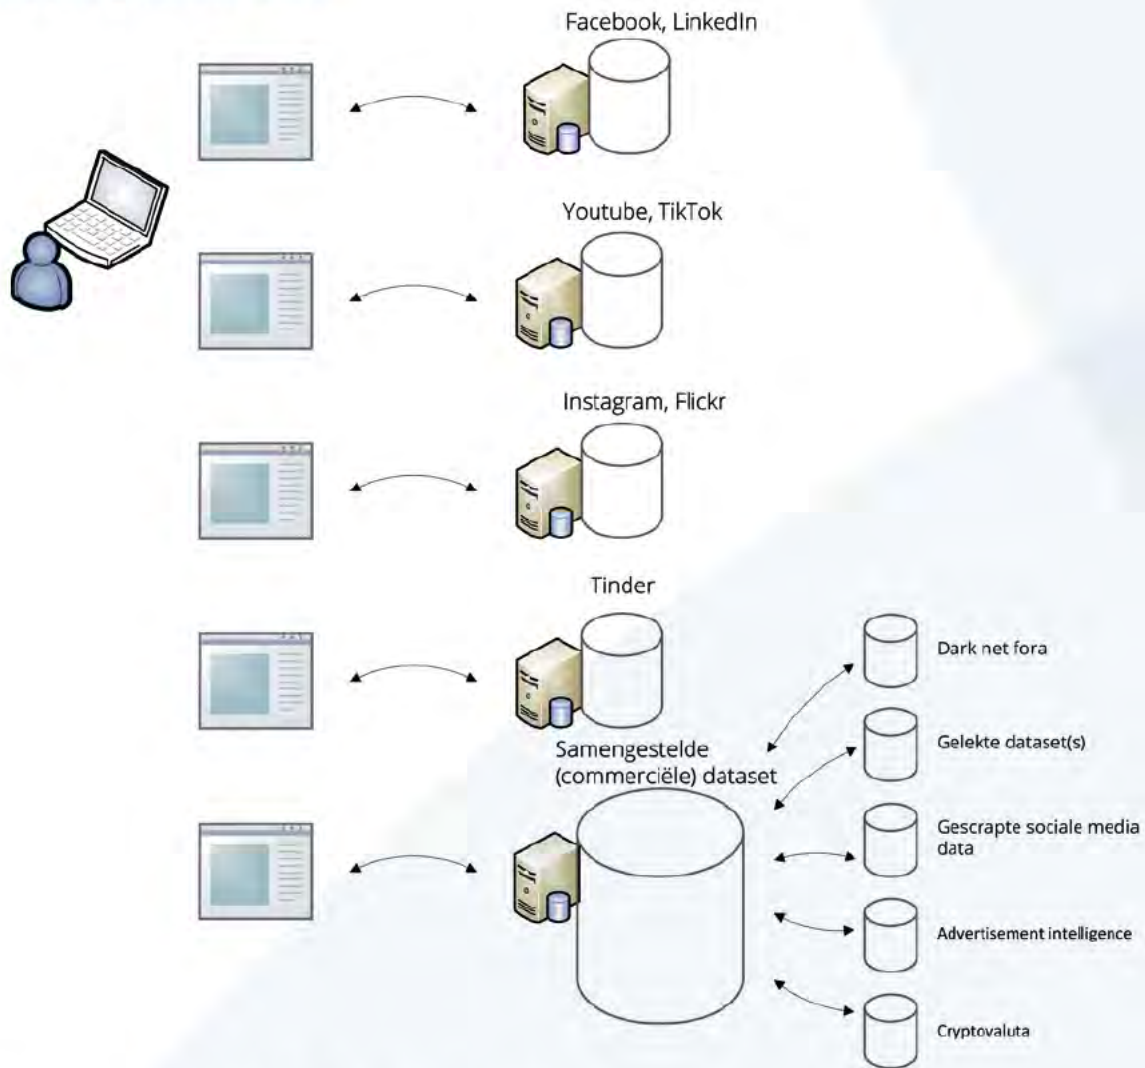 Facebook, LinkedIn
Youtube, TikTok
Instagram, Flickr
Tinder
Samengestelde
(commerciële) dataset
Dark net fora
Gelekte dataset(s)
Gescrapte sociale media
data
Advertisement intelligence
Cryptovaluta